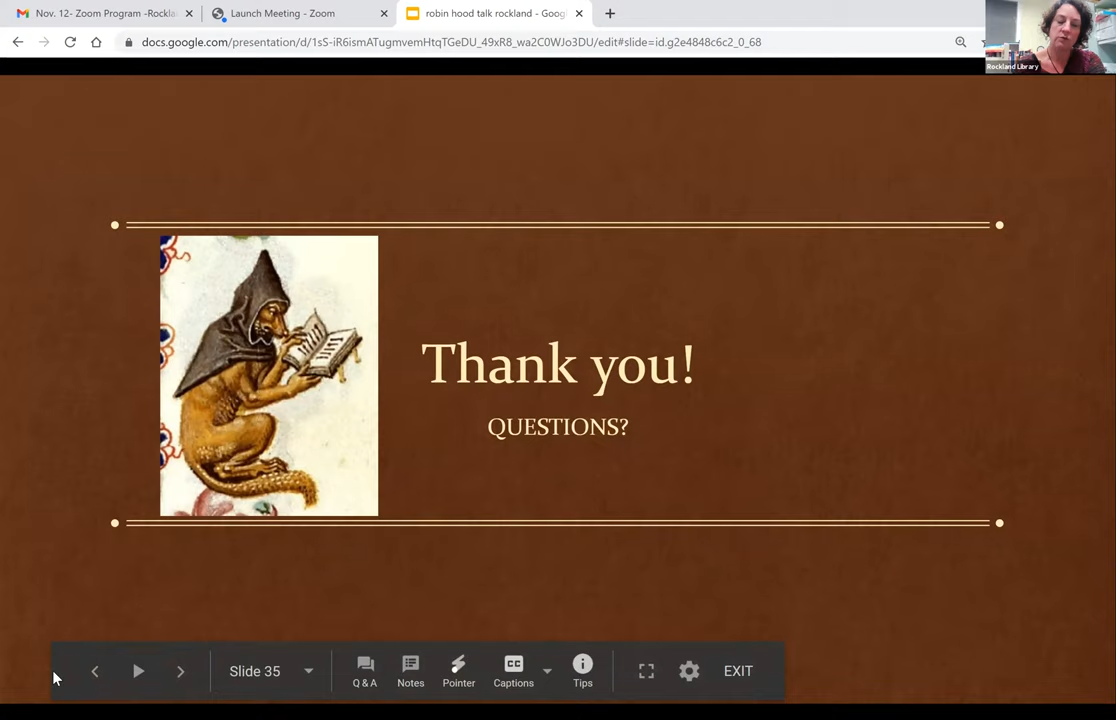 Nov. 12- Zoom Program -Rockla
Launch Meeting - Zoom
robin hood talk rockland - Goog
docs.google.com/presentation/d/1sS-iR6ismATugmvemHtqTGeDU_49xR8_wa2C0WJo3DU/edit#slide=id.g2e4848c6c2_0_68
Rockland Library
Thank you!
QUESTIONS?
Slide 35
Q & A
Notes
Pointer
CC
Captions
Tips
EXIT